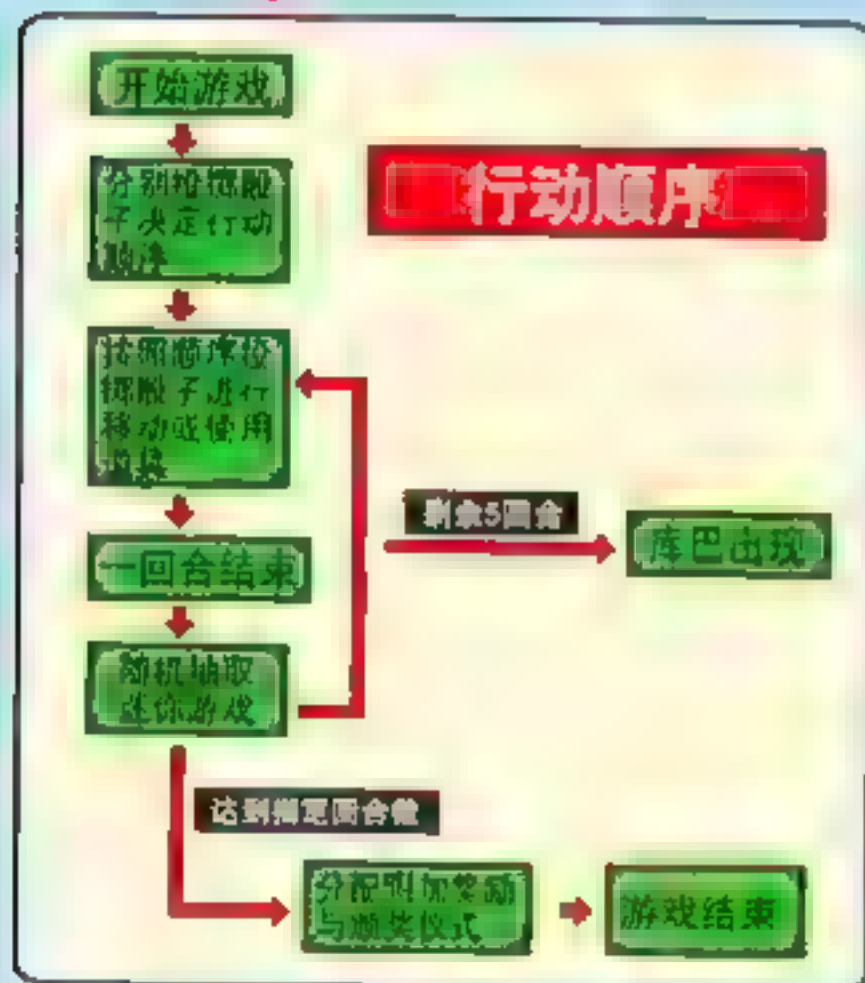 开始游戏
行动顺序
分别投掷骰
子决定行动
顺序
按照顺序投
掷骰子进行
移动或使用
道具
一回合结束
随机抽取
迷你游戏
剩余5回合
库巴出现
达到指定回合数
分配附加奖励
与颁奖仪式
游戏结束